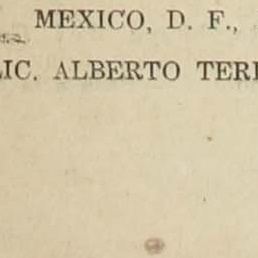 MEXICO, D. F.,
LIC. ALBERTO TER